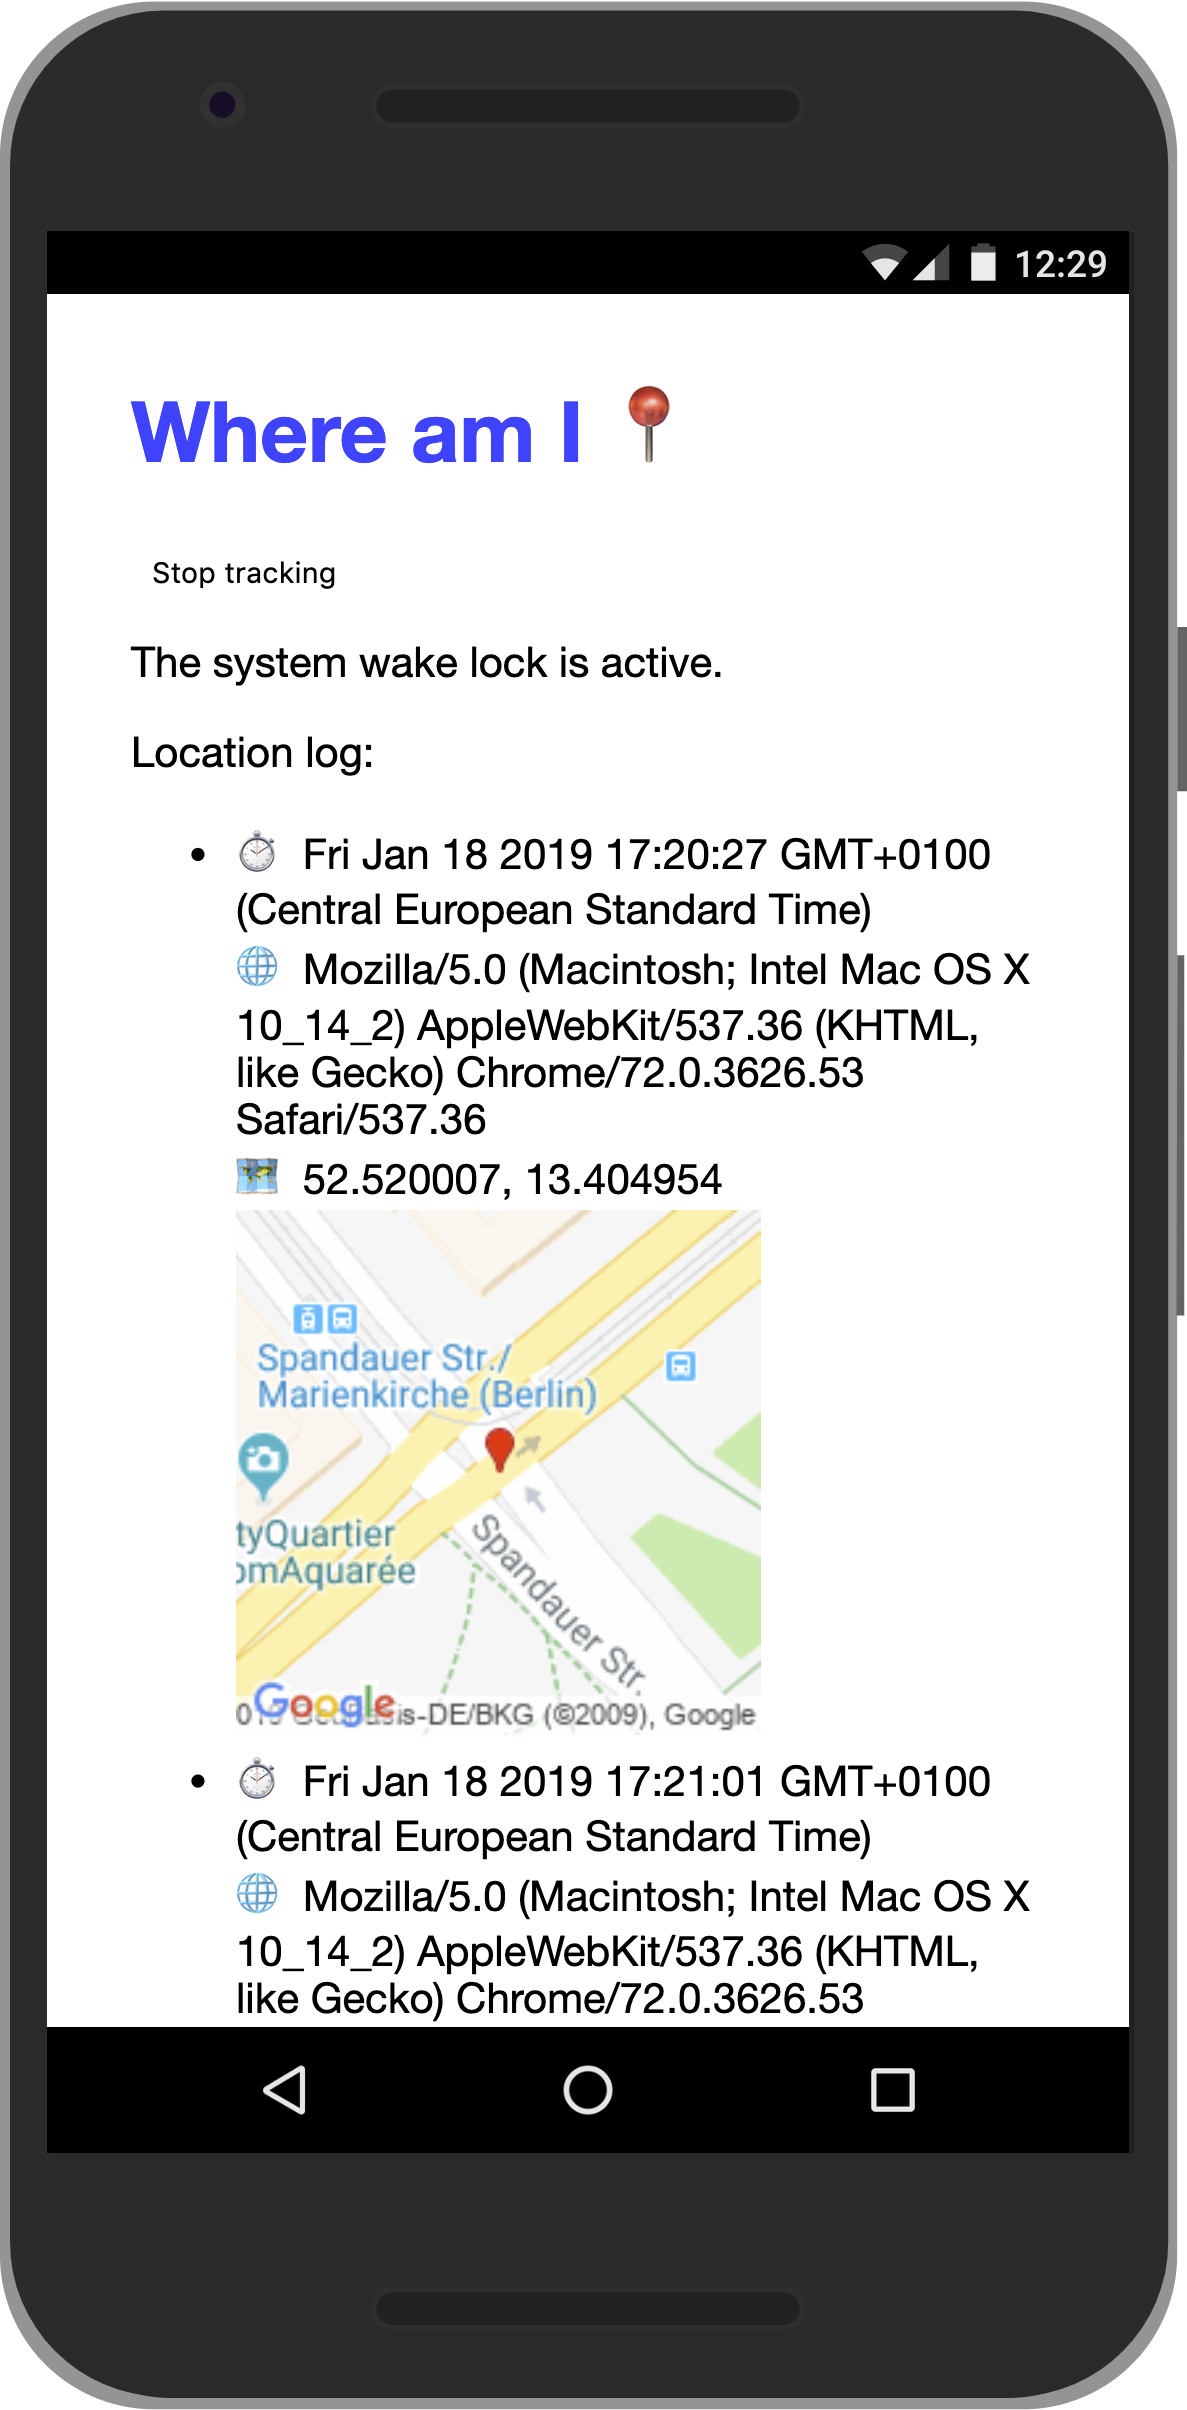 12:29
Where am I 📍
Stop tracking
The system wake lock is active.
Location log:
• ⏱ Fri Jan 18 2019 17:20:27 GMT+0100
(Central European Standard Time)
🌐 Mozilla/5.0 (Macintosh; Intel Mac OS X
10_14_2) AppleWebKit/537.36 (KHTML,
like Gecko) Chrome/72.0.3626.53
Safari/537.36
🗺 52.520007, 13.404954
Spandauer Str./
Marienkirche (Berlin)
tyQuartier
omAquarée
Spandauer Str.
Google
is-DE/BKG (©2009), Google
• ⏱ Fri Jan 18 2019 17:21:01 GMT+0100
(Central European Standard Time)
🌐 Mozilla/5.0 (Macintosh; Intel Mac OS X
10_14_2) AppleWebKit/537.36 (KHTML,
like Gecko) Chrome/72.0.3626.53